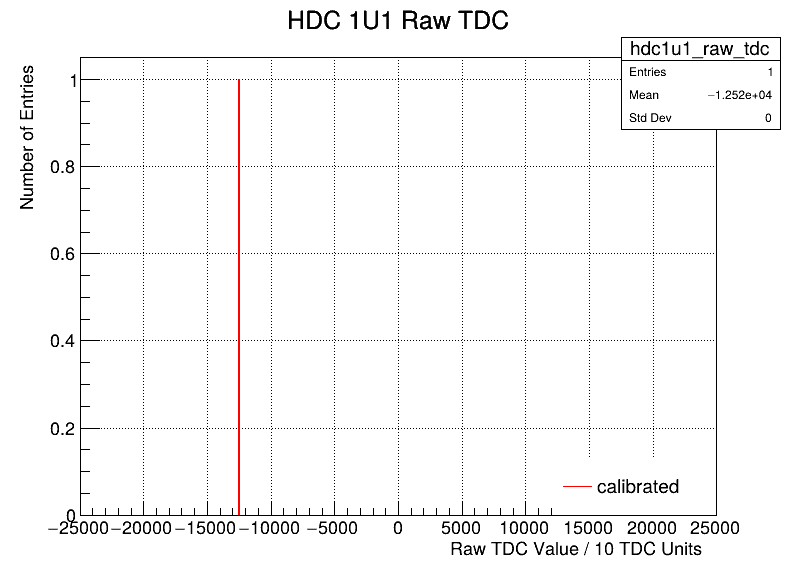 HDC 1U1 Raw TDC
hdc1u1_raw_tdc
Entries 1
Mean −1.252e+04
Std Dev 0
Number of Entries
1
0.8
0.6
0.4
0.2
0
−25000 −20000 −15000 −10000 −5000 0 5000 10000 15000 20000 25000
calibrated
Raw TDC Value / 10 TDC Units